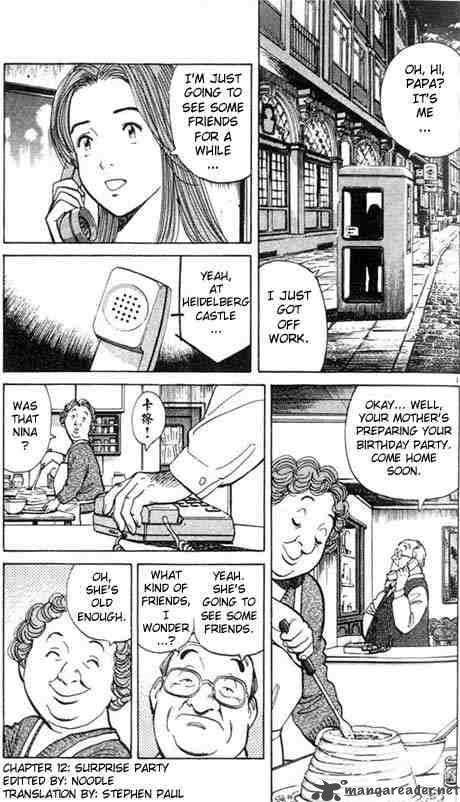 OH, HI,
PAPA?
IT'S
ME
...
I JUST
GOT
OFF
WORK.
OKAY... WELL,
YOUR MOTHER'S
PREPARING YOUR
BIRTHDAY PARTY.
COME HOME
SOON.
I'M JUST
GOING TO
SEE SOME
FRIENDS
FOR A
WHILE
...
YEAH,
AT
HEIDELBERG
CASTLE
...
卡嚓！
WAS
THAT
NINA
?
YEAH.
SHE'S
GOING TO
SEE SOME
FRIENDS.
WHAT
KIND OF
FRIENDS,
I
WONDER
...?
OH,
SHE'S
OLD
ENOUGH.
CHAPTER 12: SURPRISE PARTY
EDITTED BY: NOODLE
TRANSLATION BY: STEPHEN PAUL
mangareader.net